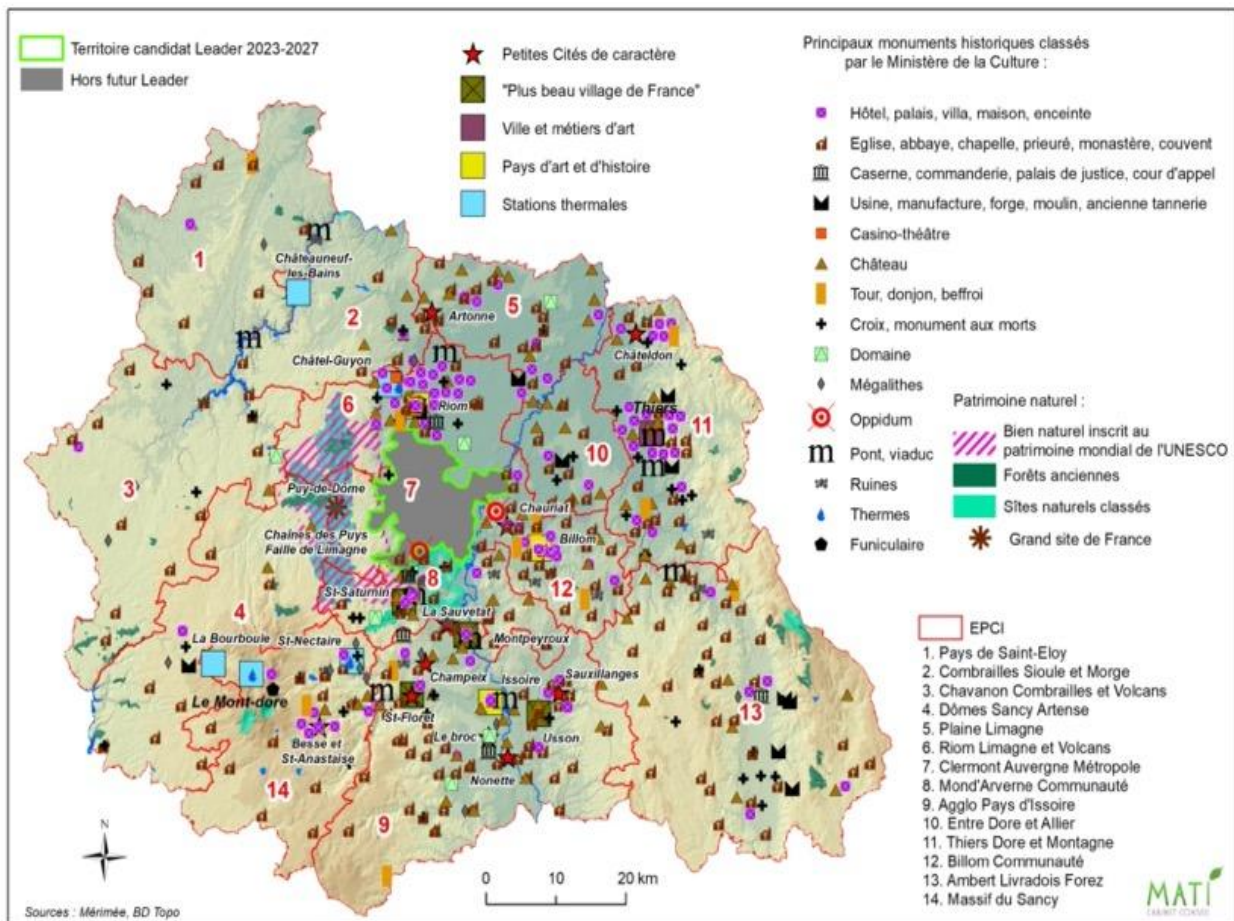 Territoire candidat Leader 2023-2027
Hors futur Leader
Petites Cités de caractère
"Plus beau village de France"
Ville et métiers d'art
Pays d'art et d'histoire
Stations thermales
Principaux monuments historiques classés
par le Ministère de la Culture :
Hôtel, palais, villa, maison, enceinte
Eglise, abbaye, chapelle, prieuré, monastère, couvent
Caserne, commanderie, palais de justice, cour d'appel
Usine, manufacture, forge, moulin, ancienne tannerie
Casino-théâtre
Château
Tour, donjon, beffroi
Croix, monument aux morts
Domaine
Mégalithes
Oppidum
Pont, viaduc
Ruines
Thermes
Funiculaire
Patrimoine naturel :
Bien naturel inscrit au
patrimoine mondial de l'UNESCO
Forêts anciennes
Sîtes naturels classés
Grand site de France
EPCI
1. Pays de Saint-Eloy
2. Combrailles Sioule et Morge
3. Chavanon Combrailles et Volcans
4. Dômes Sancy Artense
5. Plaine Limagne
6. Riom Limagne et Volcans
7. Clermont Auvergne Métropole
8. Mond'Arverne Communauté
9. Agglo Pays d'Issoire
10. Entre Dore et Allier
11. Thiers Dore et Montagne
12. Billom Communauté
13. Ambert Livradois Forez
14. Massif du Sancy
1
Châteauneuf-
les-Bains
2
5
Artonne
Châteldon
Châtel-Guyon
6
Riom
Thiers
11
10
3
7
Puy-de-Dôme
Chauriat
Chaînes des Puys
Faille de Limagne
Billom
8
12
St-Saturnin
4
La Sauvetat
La Bourboule
St-Nectaire
Montpeyroux
Champeix
Issoire
Sauxillanges
Le Mont-dore
St-Floret
13
Besse et
St-Anastaise
Le broc
Usson
Nonette
14
9
N
0
10
20 km
Sources : Mérimée, BD Topo
MATI
CABINET CONSEIL